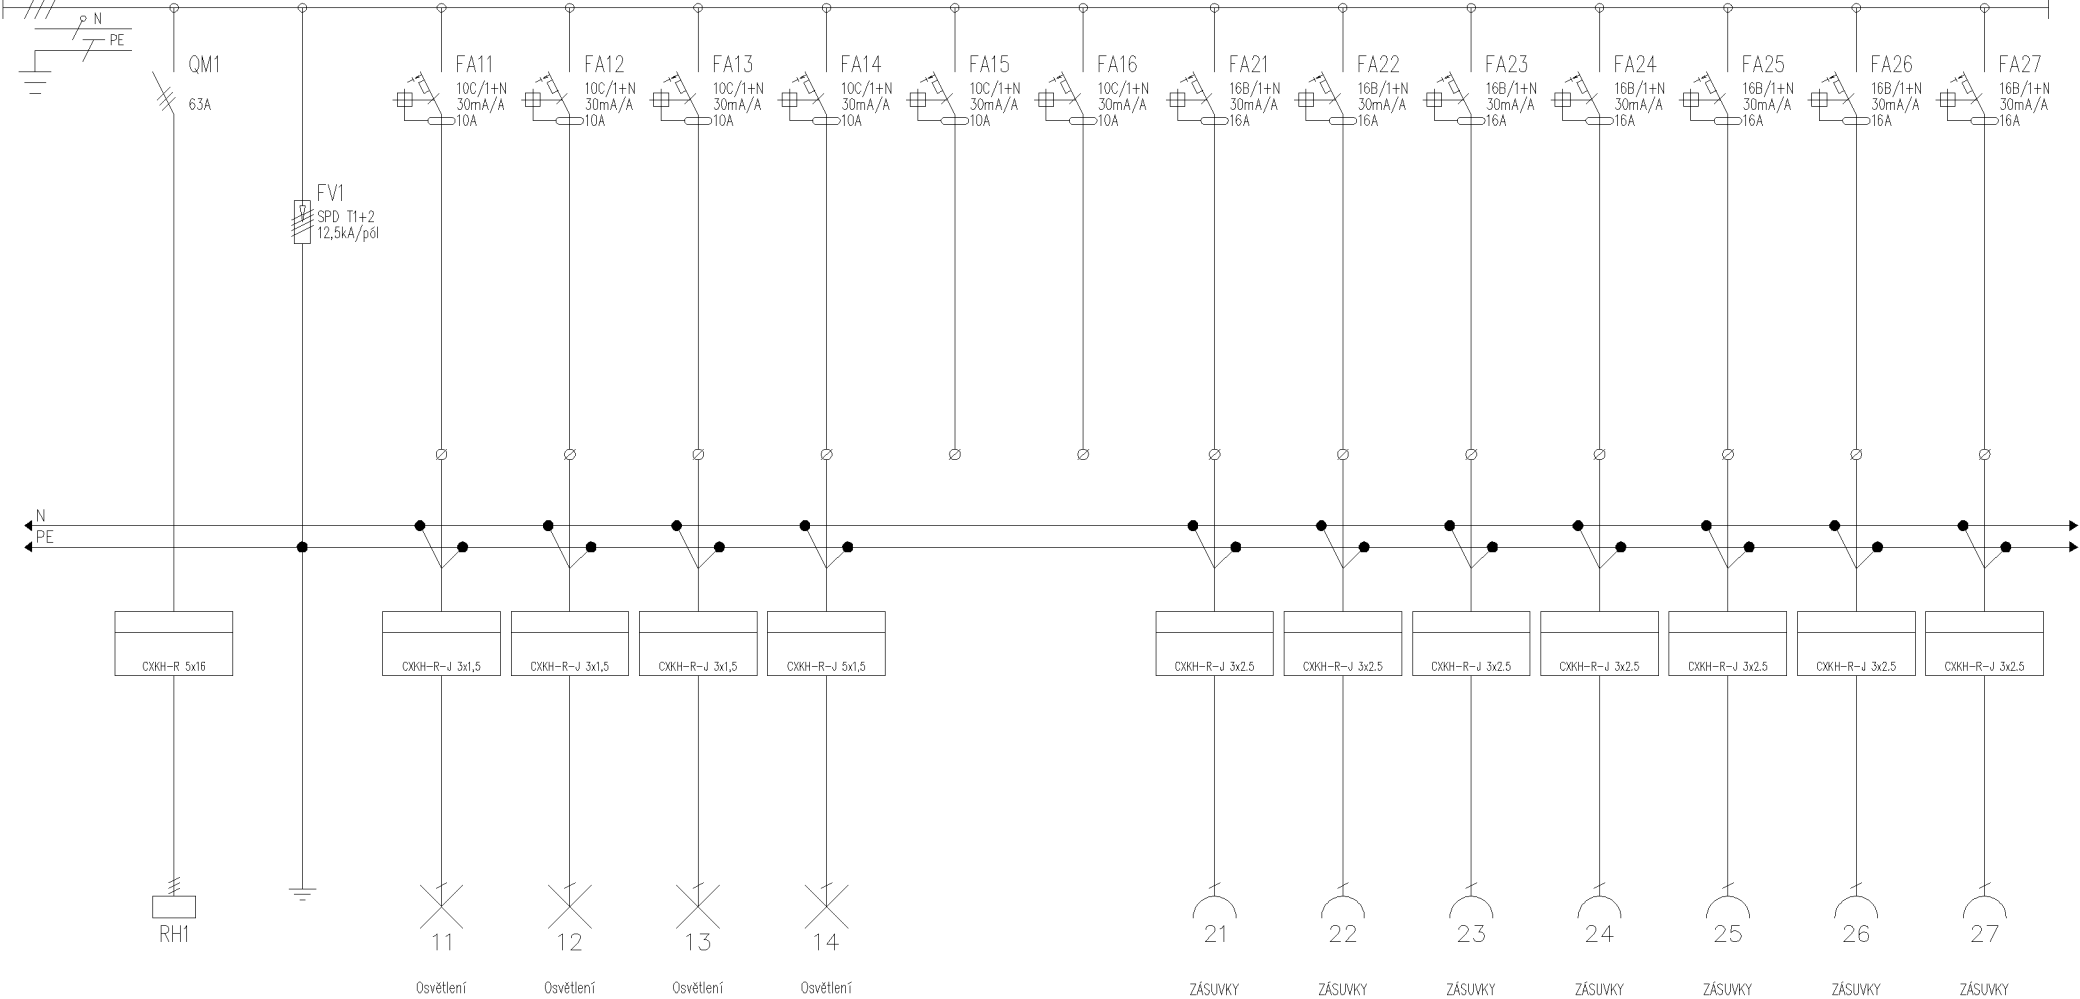 N
PE
QM1
63A
FV1
SPD T1+2
12,5kA/pól
FA11
10C/1+N
30mA/A
10A
FA12
10C/1+N
30mA/A
10A
FA13
10C/1+N
30mA/A
10A
FA14
10C/1+N
30mA/A
10A
FA15
10C/1+N
30mA/A
10A
FA16
10C/1+N
30mA/A
10A
FA21
16B/1+N
30mA/A
16A
FA22
16B/1+N
30mA/A
16A
FA23
16B/1+N
30mA/A
16A
FA24
16B/1+N
30mA/A
16A
FA25
16B/1+N
30mA/A
16A
FA26
16B/1+N
30mA/A
16A
FA27
16B/1+N
30mA/A
16A
N
PE
CXKH-R 5x16
CXKH-R-J 3x1,5
CXKH-R-J 3x1,5
CXKH-R-J 3x1,5
CXKH-R-J 5x1,5
CXKH-R-J 3x2.5
CXKH-R-J 3x2.5
CXKH-R-J 3x2.5
CXKH-R-J 3x2.5
CXKH-R-J 3x2.5
CXKH-R-J 3x2.5
CXKH-R-J 3x2.5
RH1
11
12
13
14
21
22
23
24
25
26
27
Osvětlení
Osvětlení
Osvětlení
Osvětlení
ZÁSUVKY
ZÁSUVKY
ZÁSUVKY
ZÁSUVKY
ZÁSUVKY
ZÁSUVKY
ZÁSUVKY